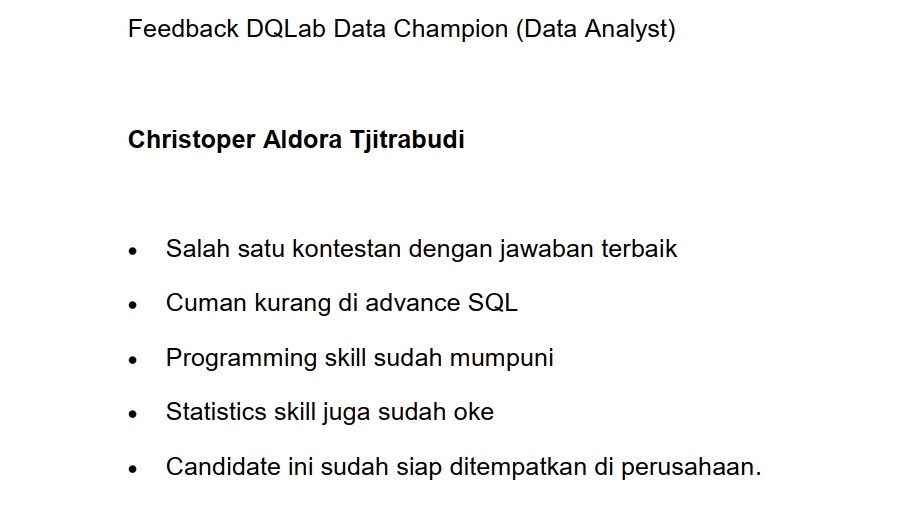 Feedback DQLab Data Champion (Data Analyst)
Christoper Aldora Tjitrabudi
• Salah satu kontestan dengan jawaban terbaik
• Cuman kurang di advance SQL
• Programming skill sudah mumpuni
• Statistics skill juga sudah oke
• Candidate ini sudah siap ditempatkan di perusahaan.